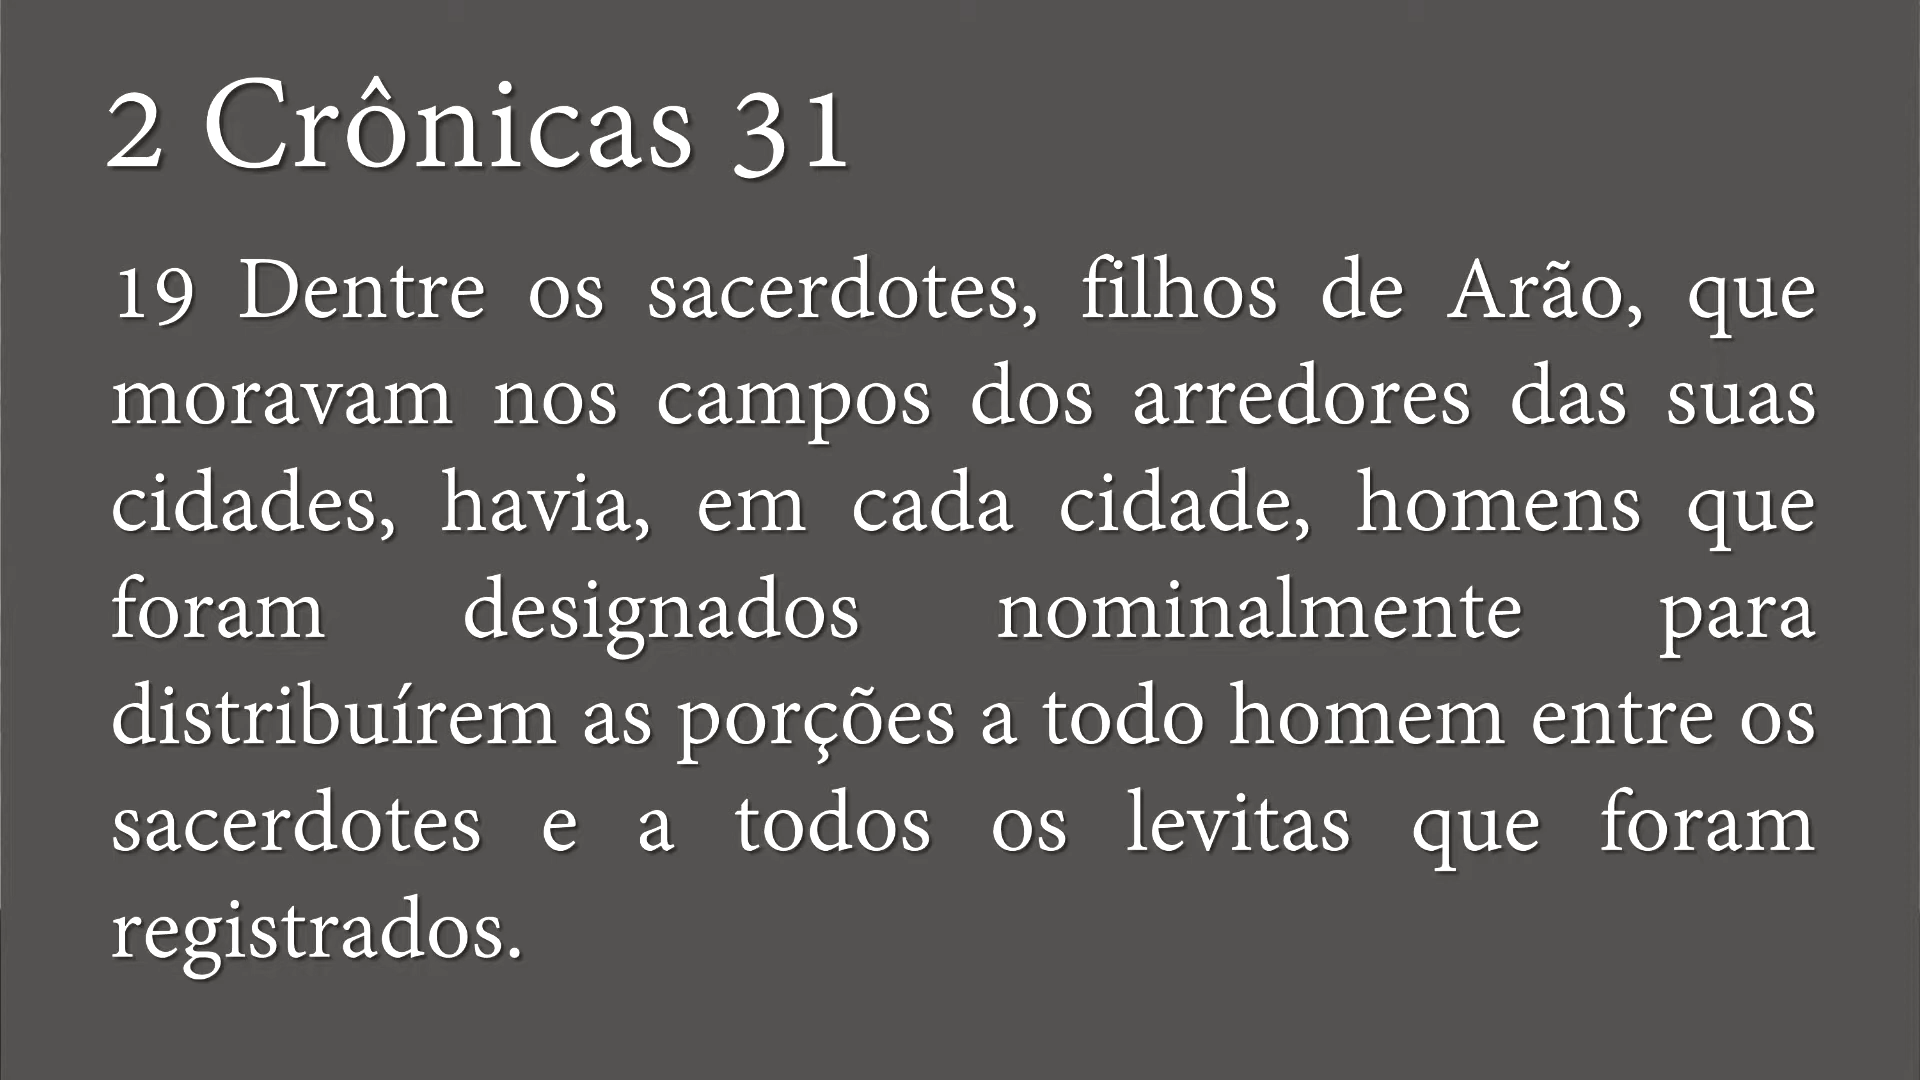 2 Crônicas 31
19 Dentre os sacerdotes, filhos de Arão, que
moravam nos campos dos arredores das suas
cidades, havia, em cada cidade, homens que
foram designados nominalmente para
distribuírem as porções a todo homem entre os
sacerdotes e a todos os levitas que foram
registrados.